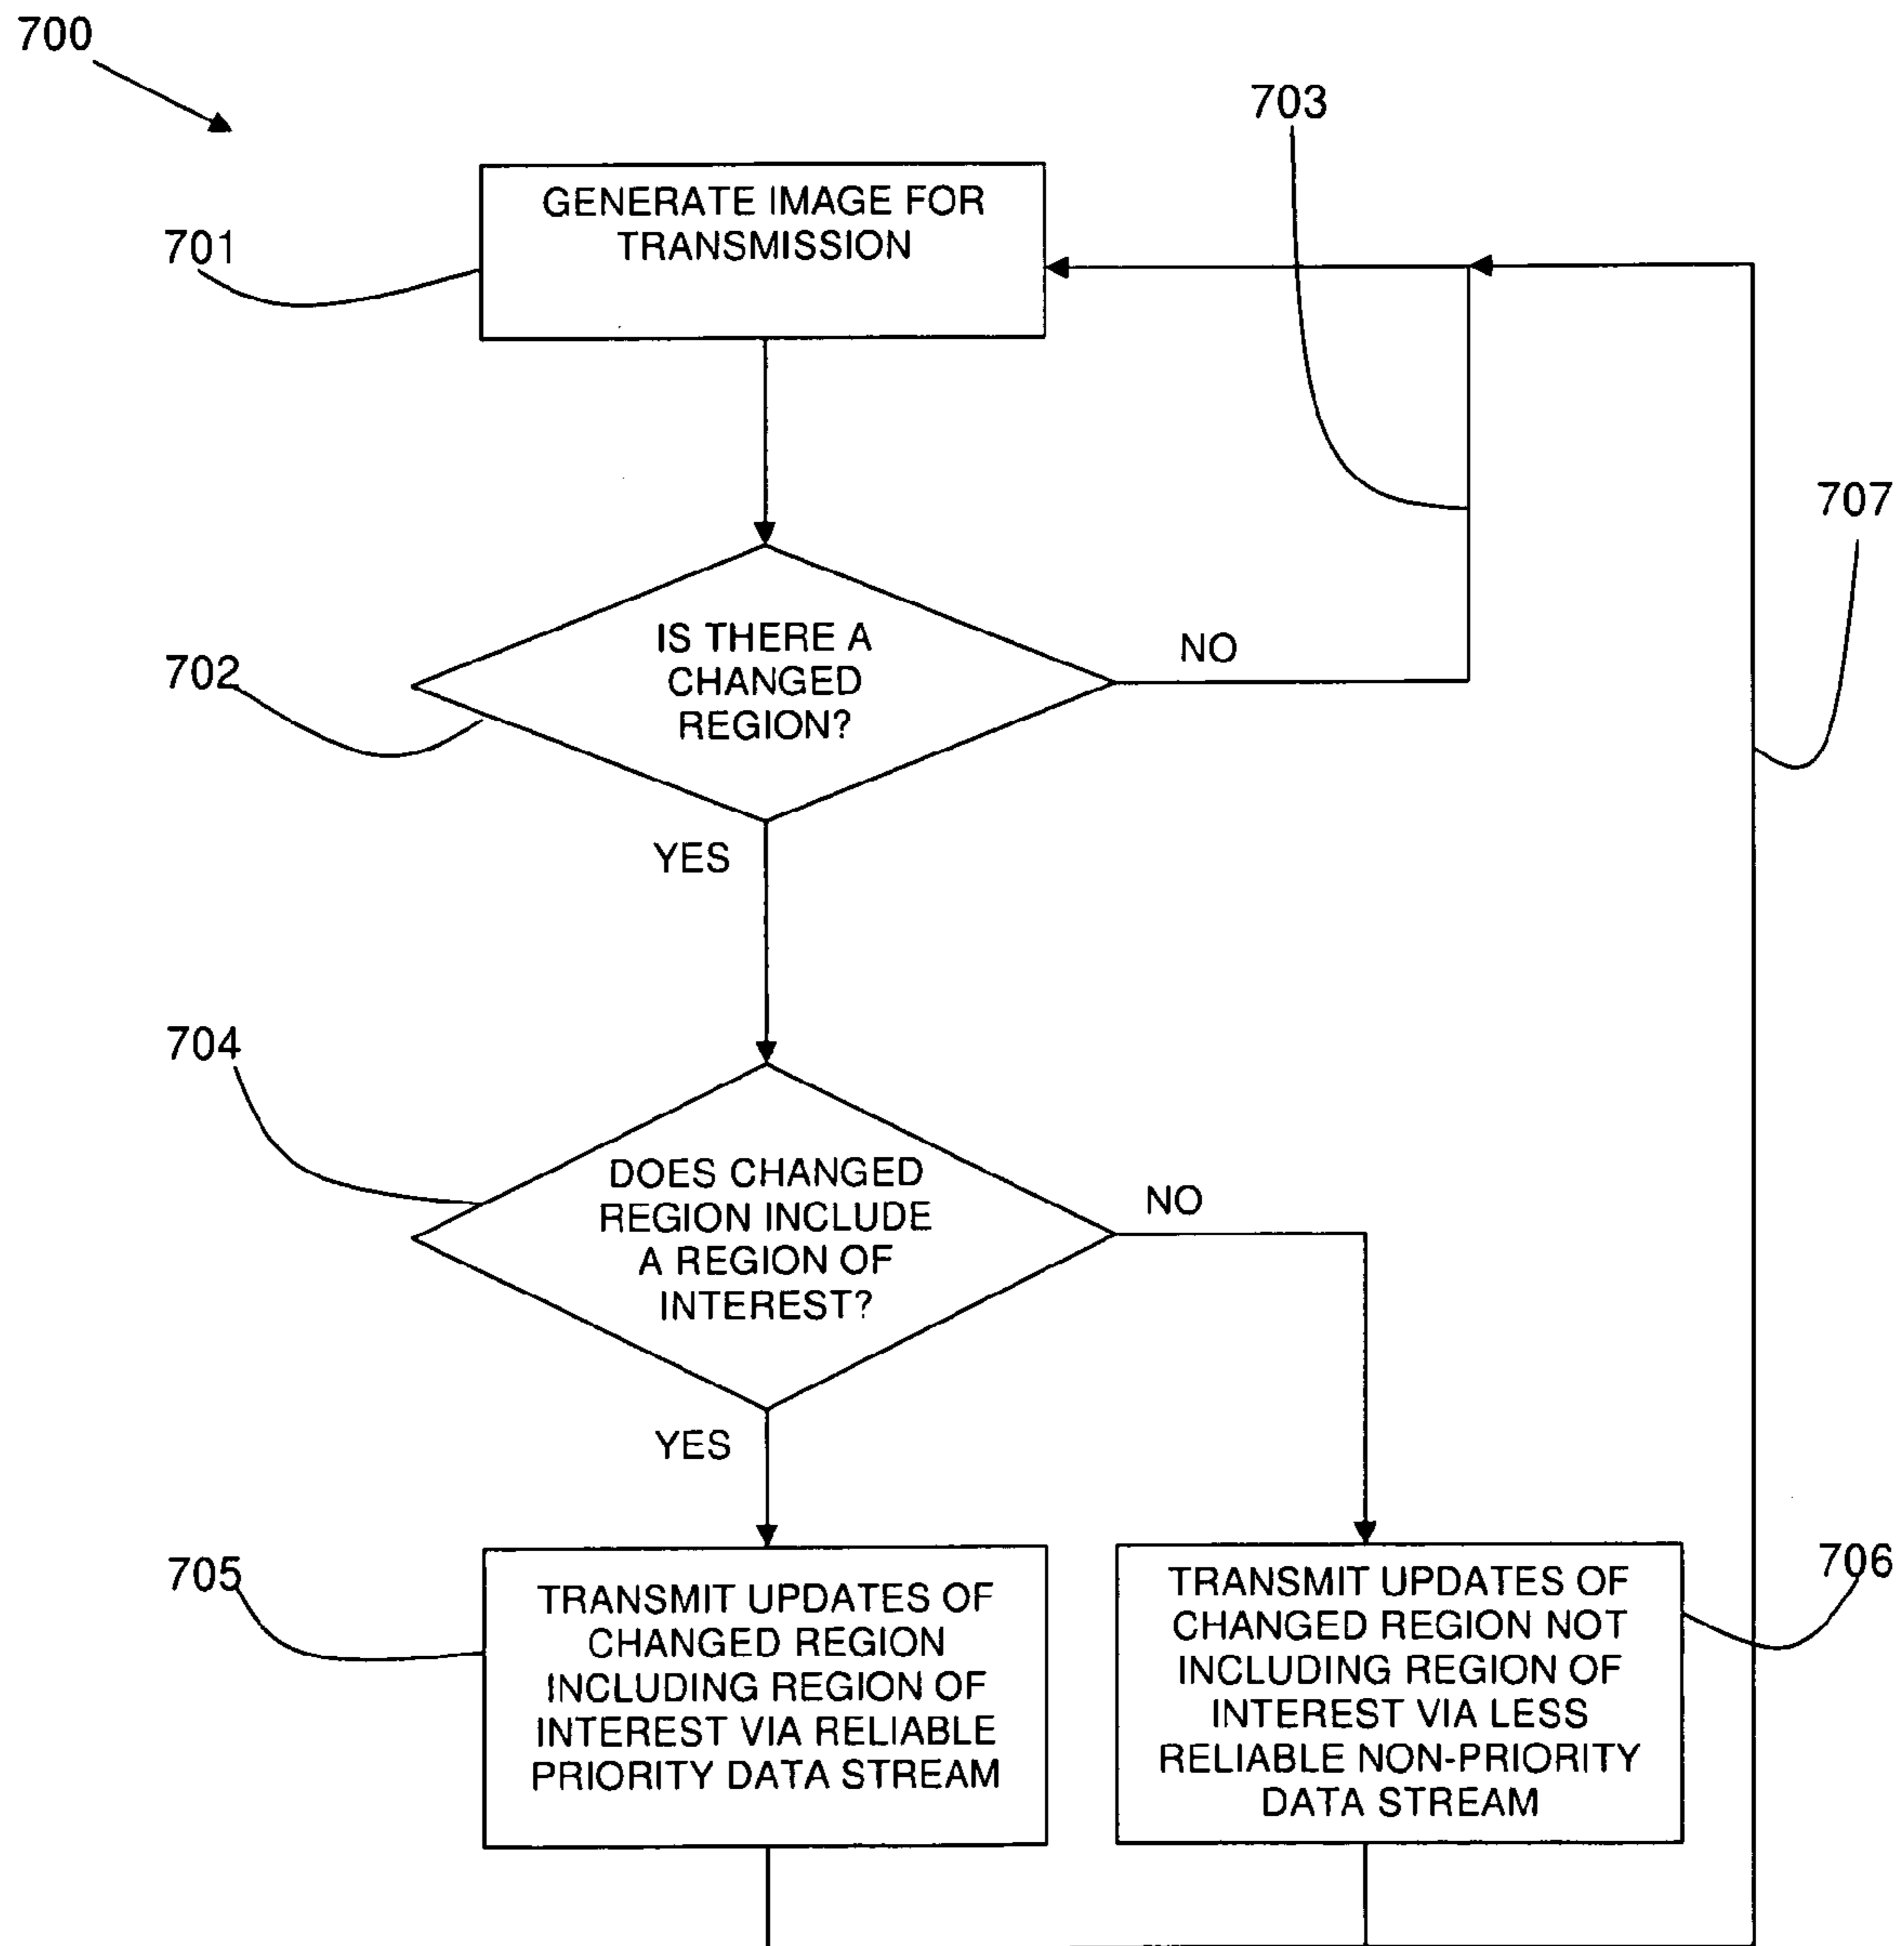 700
703
GENERATE IMAGE FOR
TRANSMISSION
701
707
IS THERE A
CHANGED
REGION?
NO
702
YES
704
DOES CHANGED
REGION INCLUDE
A REGION OF
INTEREST?
NO
YES
705
TRANSMIT UPDATES OF
CHANGED REGION
INCLUDING REGION OF
INTEREST VIA RELIABLE
PRIORITY DATA STREAM
TRANSMIT UPDATES OF
CHANGED REGION NOT
INCLUDING REGION OF
INTEREST VIA LESS
RELIABLE NON-PRIORITY
DATA STREAM
706